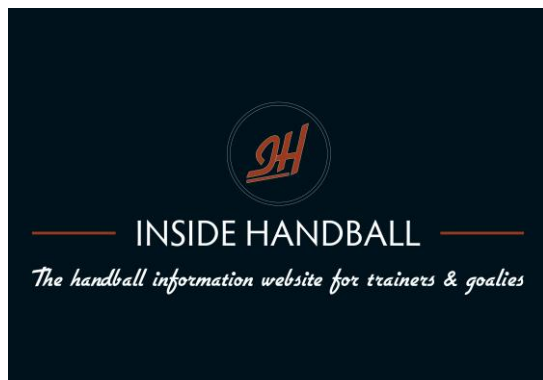 IH
INSIDE HANDBALL
The handball information website for trainers & goalies